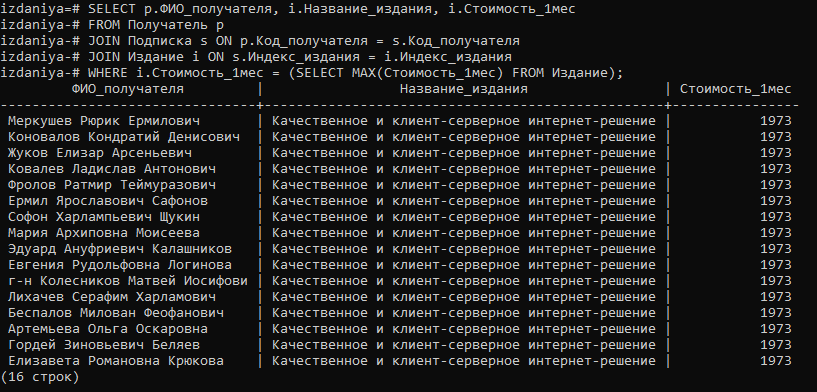 izdaniya=# SELECT p.ФИО_получателя, i.Название_издания, i.Стоимость_1мес
izdaniya-# FROM Получатель p
izdaniya-# JOIN Подписка s ON p.Код_получателя = s.Код_получателя
izdaniya-# JOIN Издание i ON s.Индекс_издания = i.Индекс_издания
izdaniya-# WHERE i.Стоимость_1мес = (SELECT MAX(Стоимость_1мес) FROM Издание);
ФИО_получателя | Название_издания | Стоимость_1мес
--------------------------------+--------------------------------------------------+----------------
Меркушев Рюрик Ермилович | Качественное и клиент-серверное интернет-решение | 1973
Коновалов Кондратий Денисович | Качественное и клиент-серверное интернет-решение | 1973
Жуков Елизар Арсеньевич | Качественное и клиент-серверное интернет-решение | 1973
Ковалев Ладислав Антонович | Качественное и клиент-серверное интернет-решение | 1973
Фролов Ратмир Теймуразович | Качественное и клиент-серверное интернет-решение | 1973
Ермил Ярославович Сафонов | Качественное и клиент-серверное интернет-решение | 1973
Софон Харлампьевич Щукин | Качественное и клиент-серверное интернет-решение | 1973
Мария Архиповна Моисеева | Качественное и клиент-серверное интернет-решение | 1973
Эдуард Ануфриевич Калашников | Качественное и клиент-серверное интернет-решение | 1973
Евгения Рудольфовна Логинова | Качественное и клиент-серверное интернет-решение | 1973
г-н Колесников Матвей Иосифови | Качественное и клиент-серверное интернет-решение | 1973
Лихачев Серафим Харламович | Качественное и клиент-серверное интернет-решение | 1973
Беспалов Милован Феофанович | Качественное и клиент-серверное интернет-решение | 1973
Артемьева Ольга Оскаровна | Качественное и клиент-серверное интернет-решение | 1973
Гордей Зиновьевич Беляев | Качественное и клиент-серверное интернет-решение | 1973
Елизавета Романовна Крюкова | Качественное и клиент-серверное интернет-решение | 1973
(16 строк)